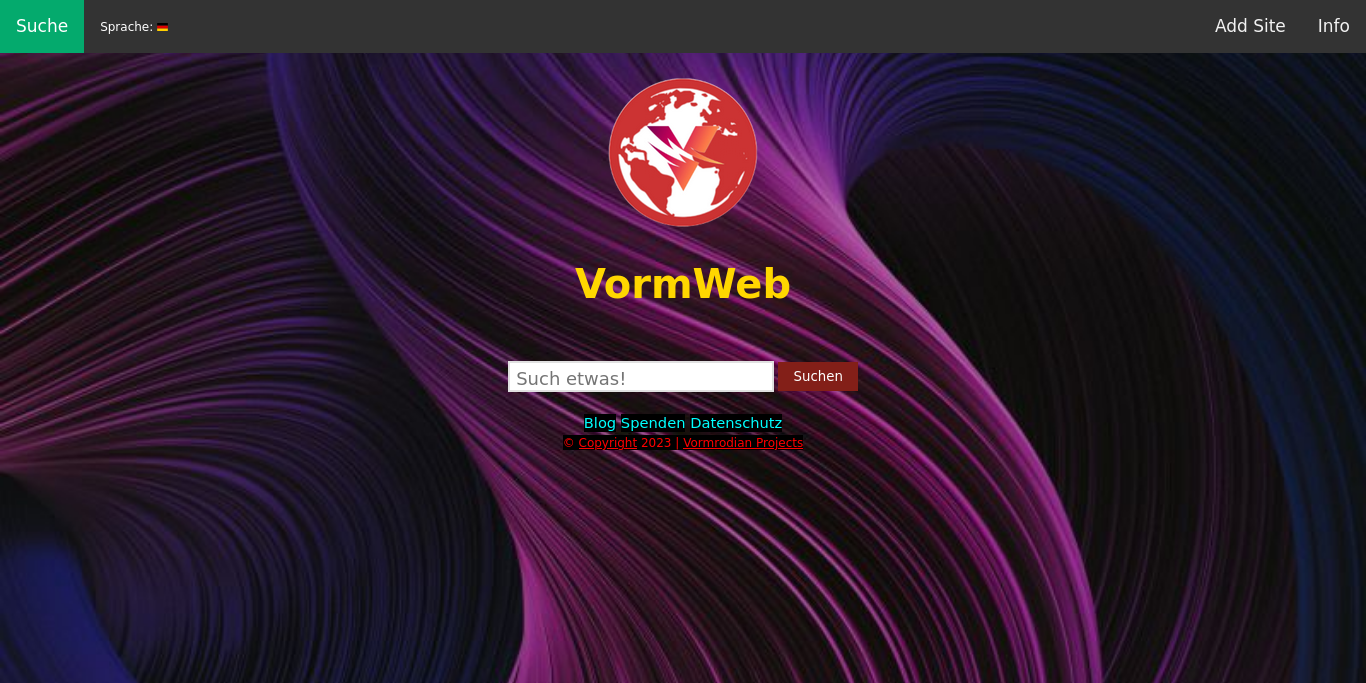 Suche Sprache: Add Site Info
VormWeb
Such etwas! Suchen
Blog Spenden Datenschutz
© Copyright 2023 | Vormrodian Projects